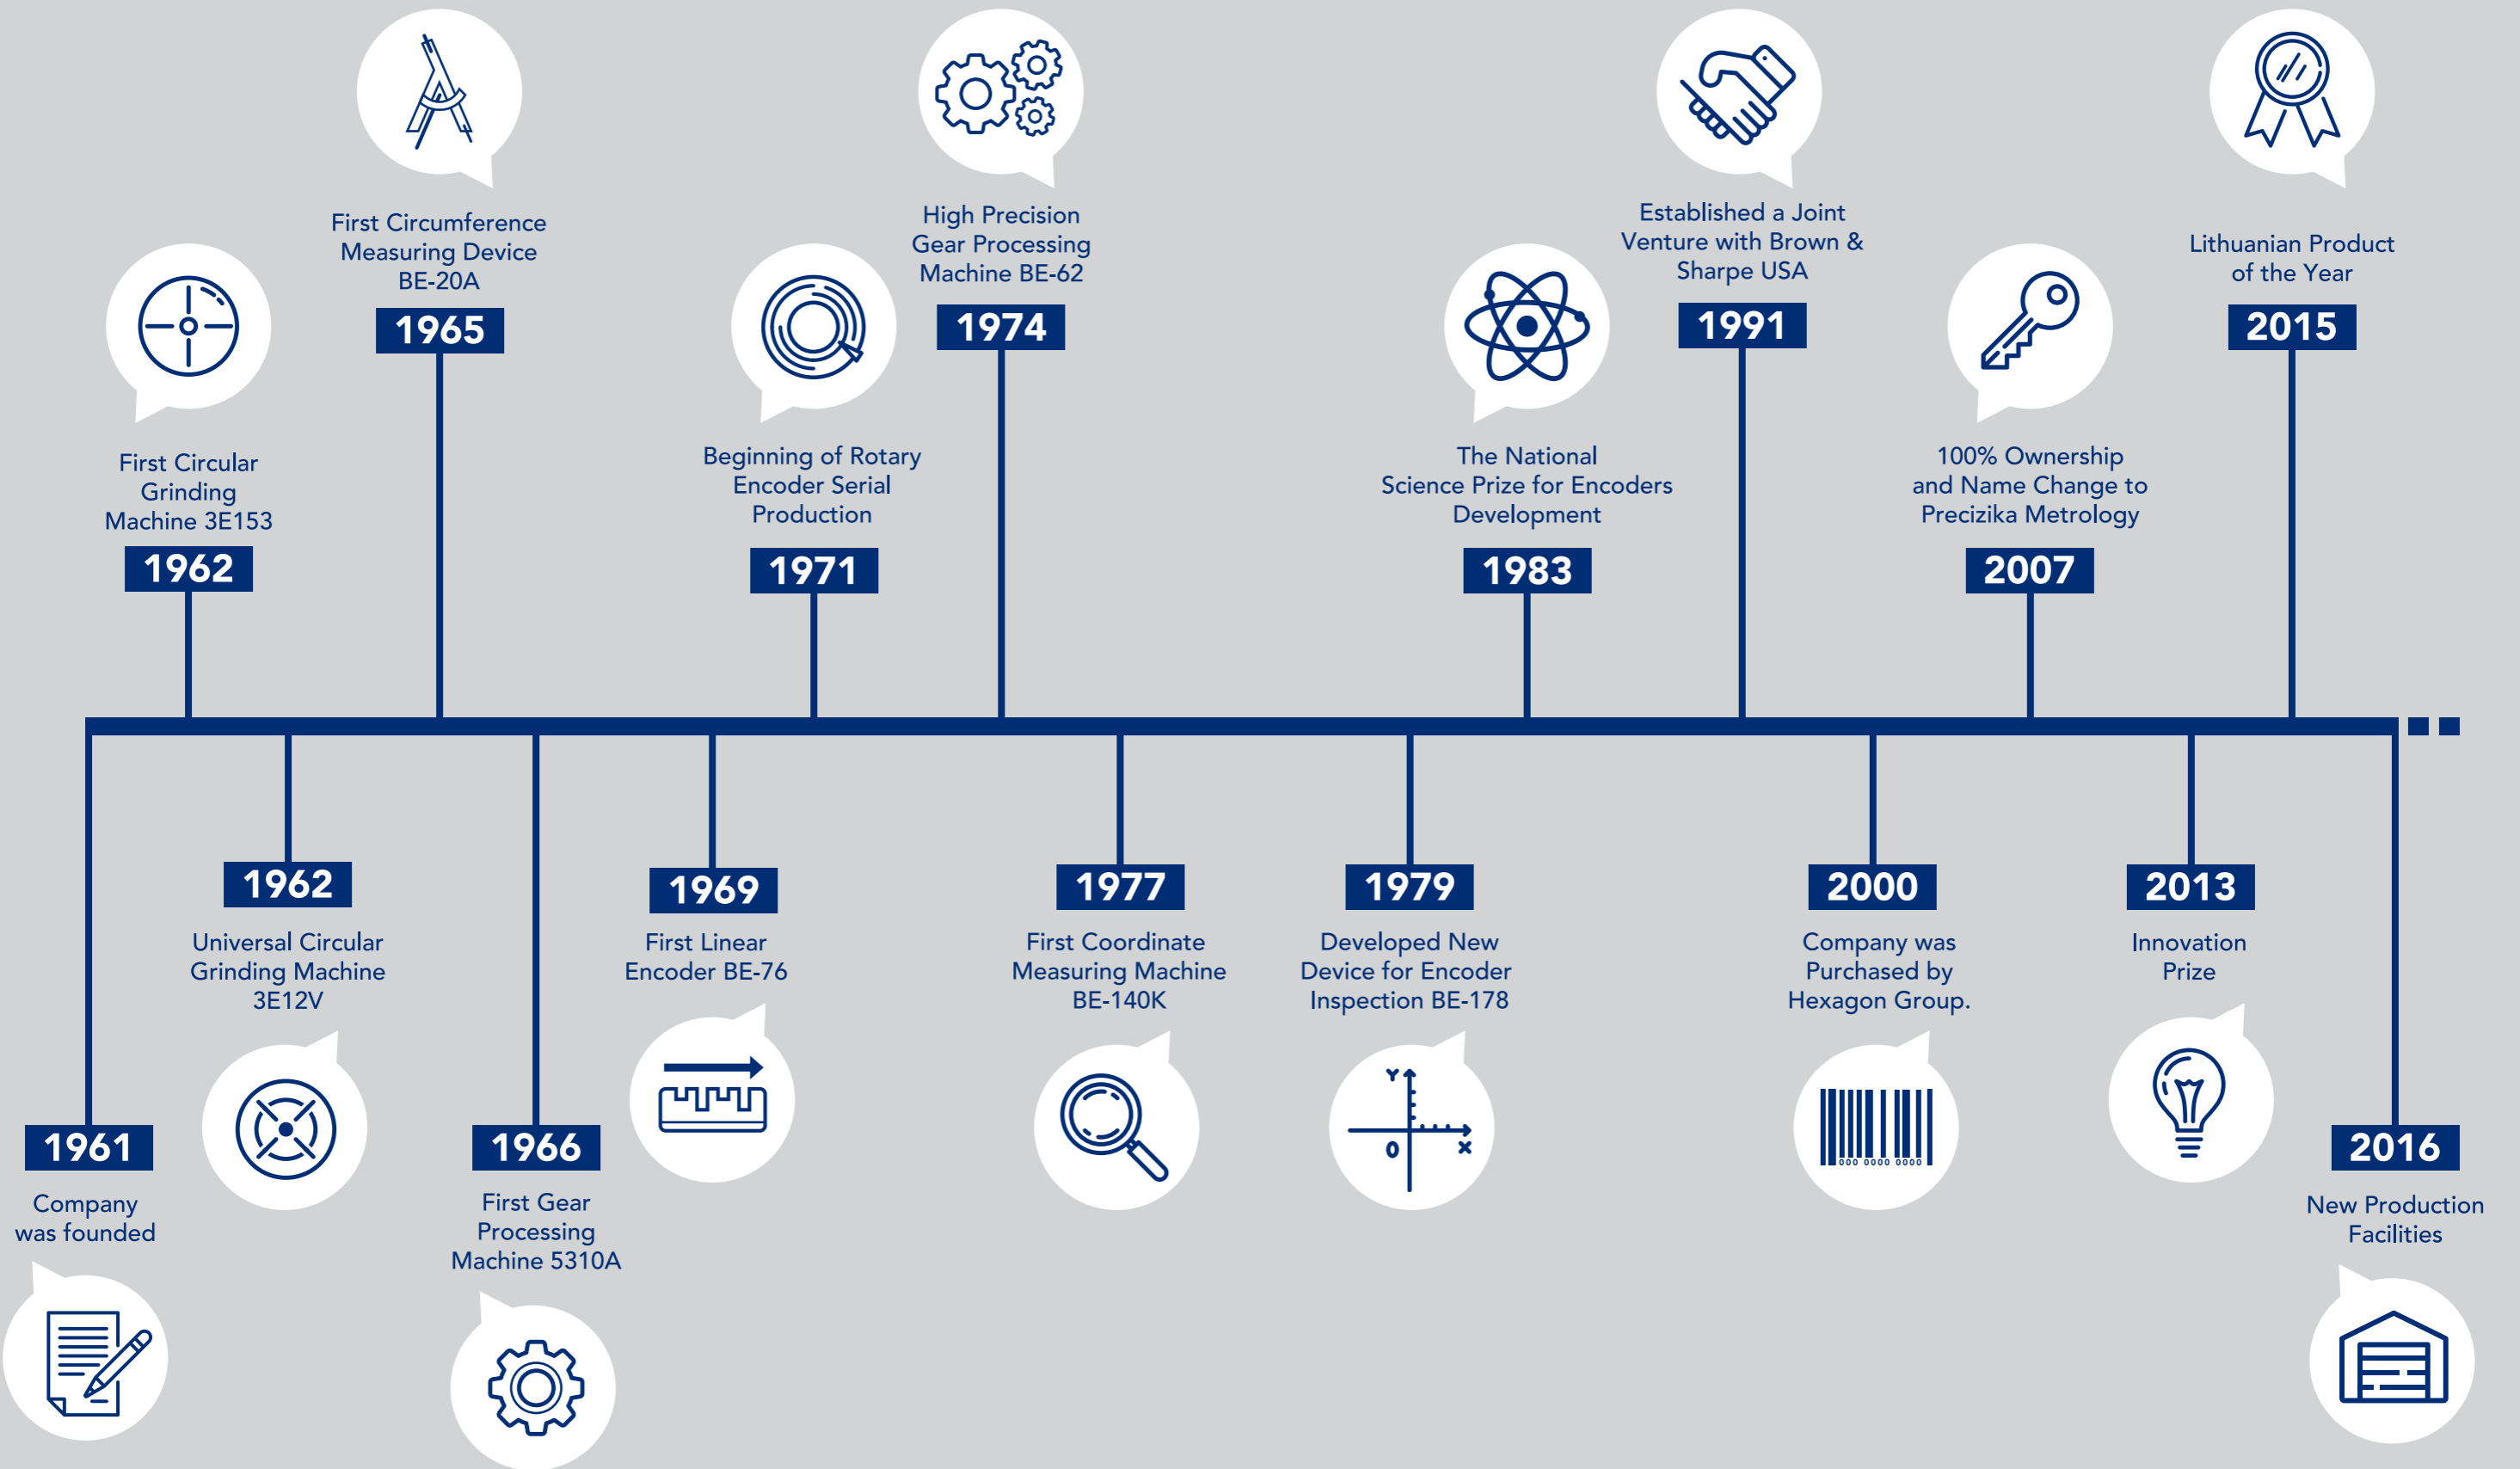 First Circular
Grinding
Machine 3E153
1962
First Circumference
Measuring Device
BE-20A
1965
Beginning of Rotary
Encoder Serial
Production
1971
High Precision
Gear Processing
Machine BE-62
1974
The National
Science Prize for Encoders
Development
1983
Established a Joint
Venture with Brown &
Sharpe USA
1991
100% Ownership
and Name Change to
Precizika Metrology
2007
Lithuanian Product
of the Year
2015
1961
Company
was founded
1962
Universal Circular
Grinding Machine
3E12V
1966
First Gear
Processing
Machine 5310A
1969
First Linear
Encoder BE-76
1977
First Coordinate
Measuring Machine
BE-140K
1979
Developed New
Device for Encoder
Inspection BE-178
Y
0
X
2000
Company was
Purchased by
Hexagon Group.
000 0000 0000
2013
Innovation
Prize
2016
New Production
Facilities